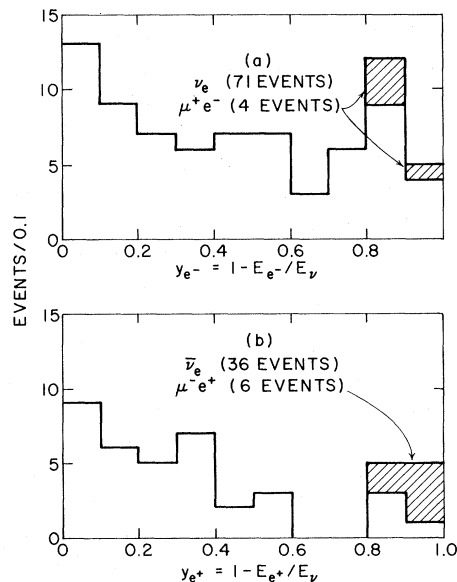 EVENTS/0.1
15
10
5
0
(a)
νe (71 EVENTS)
μ+e− (4 EVENTS)
0 0.2 0.4 0.6 0.8
ye− = 1−Ee−/Eν
15
10
5
0
(b)
ν̄e (36 EVENTS)
μ−e+ (6 EVENTS)
0 0.2 0.4 0.6 0.8 1.0
ye+ = 1−Ee+/Eν